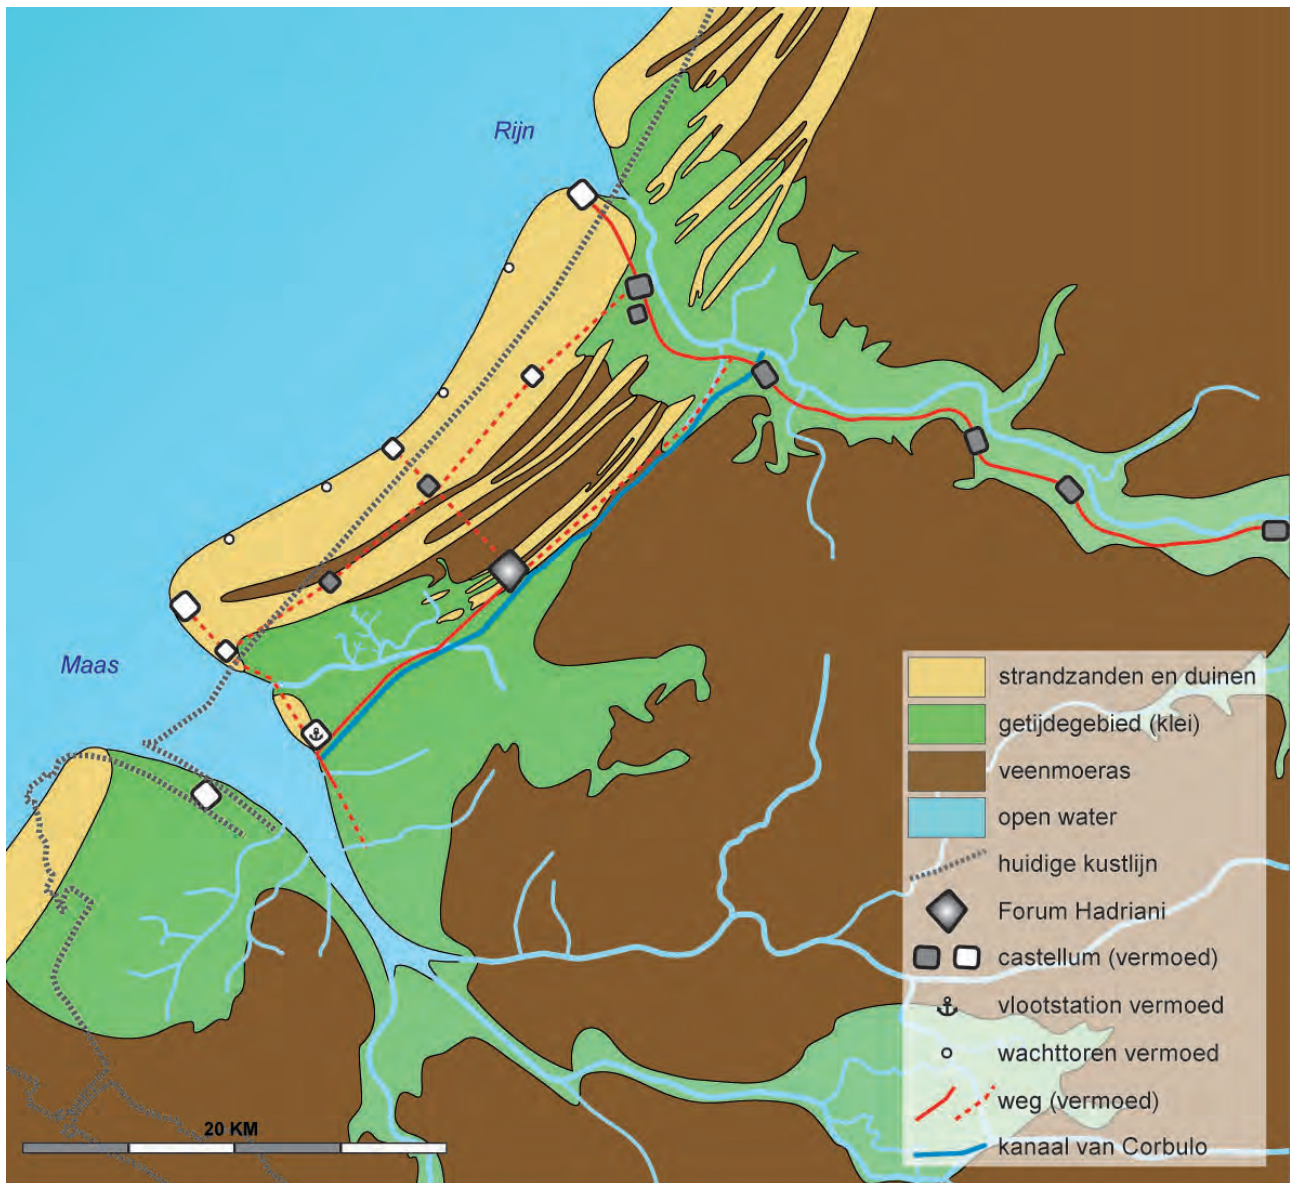 Rijn
Maas
strandzanden en duinen
getijdegebied (klei)
veenmoeras
open water
huidige kustlijn
Forum Hadriani
castellum (vermoed)
vlootstation vermoed
wachttoren vermoed
weg (vermoed)
kanaal van Corbulo
20 KM